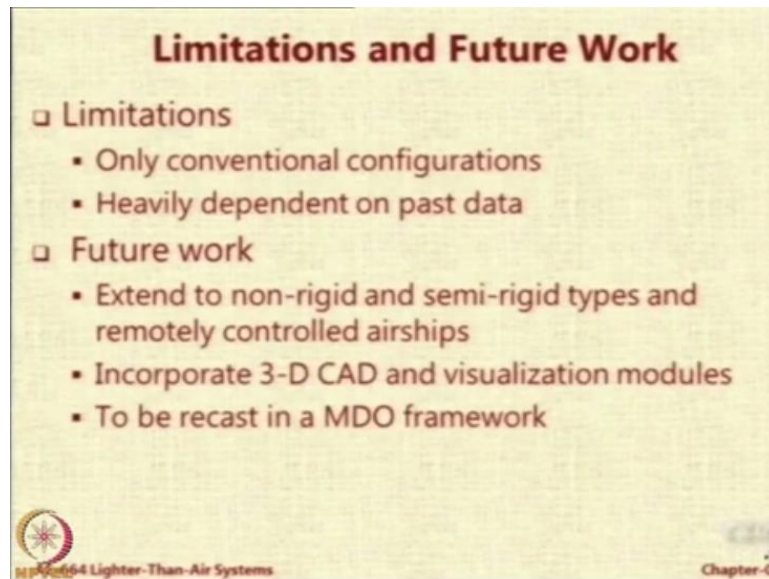 Limitations and Future Work
Limitations
Only conventional configurations
Heavily dependent on past data
Future work
Extend to non-rigid and semi-rigid types and
remotely controlled airships
Incorporate 3-D CAD and visualization modules
To be recast in a MDO framework
NPTEL
664 Lighter-Than-Air Systems
Chapter-